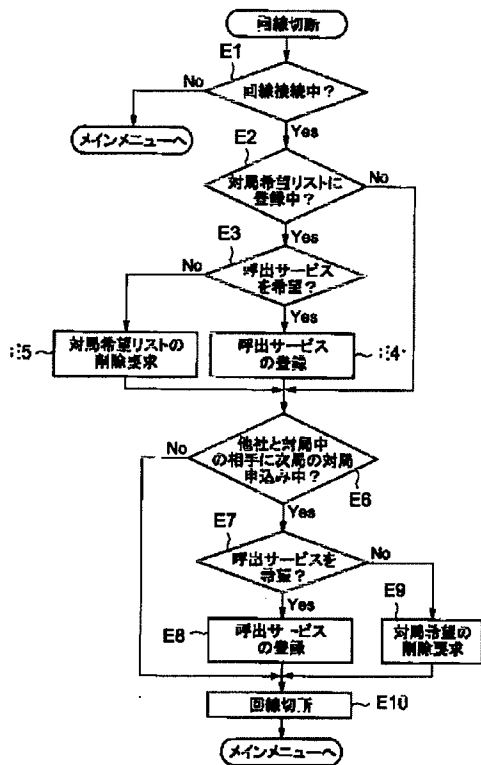 回線切断
E1
回線接続中?
No
Yes
メインメニューへ
E2
対局希望リストに
登録中?
No
Yes
E3
呼出サービス
を希望?
No
Yes
E5
対局希望リストの
削除要求
呼出サービス
の登録
E4
他社と対局中
の相手に次局の対局
申込み中?
No
E6
Yes
E7
呼出サービスを
希望?
No
Yes
E8
呼出サービス
の登録
E9
対局希望の
削除要求
回線切断
E10
メインメニューへ